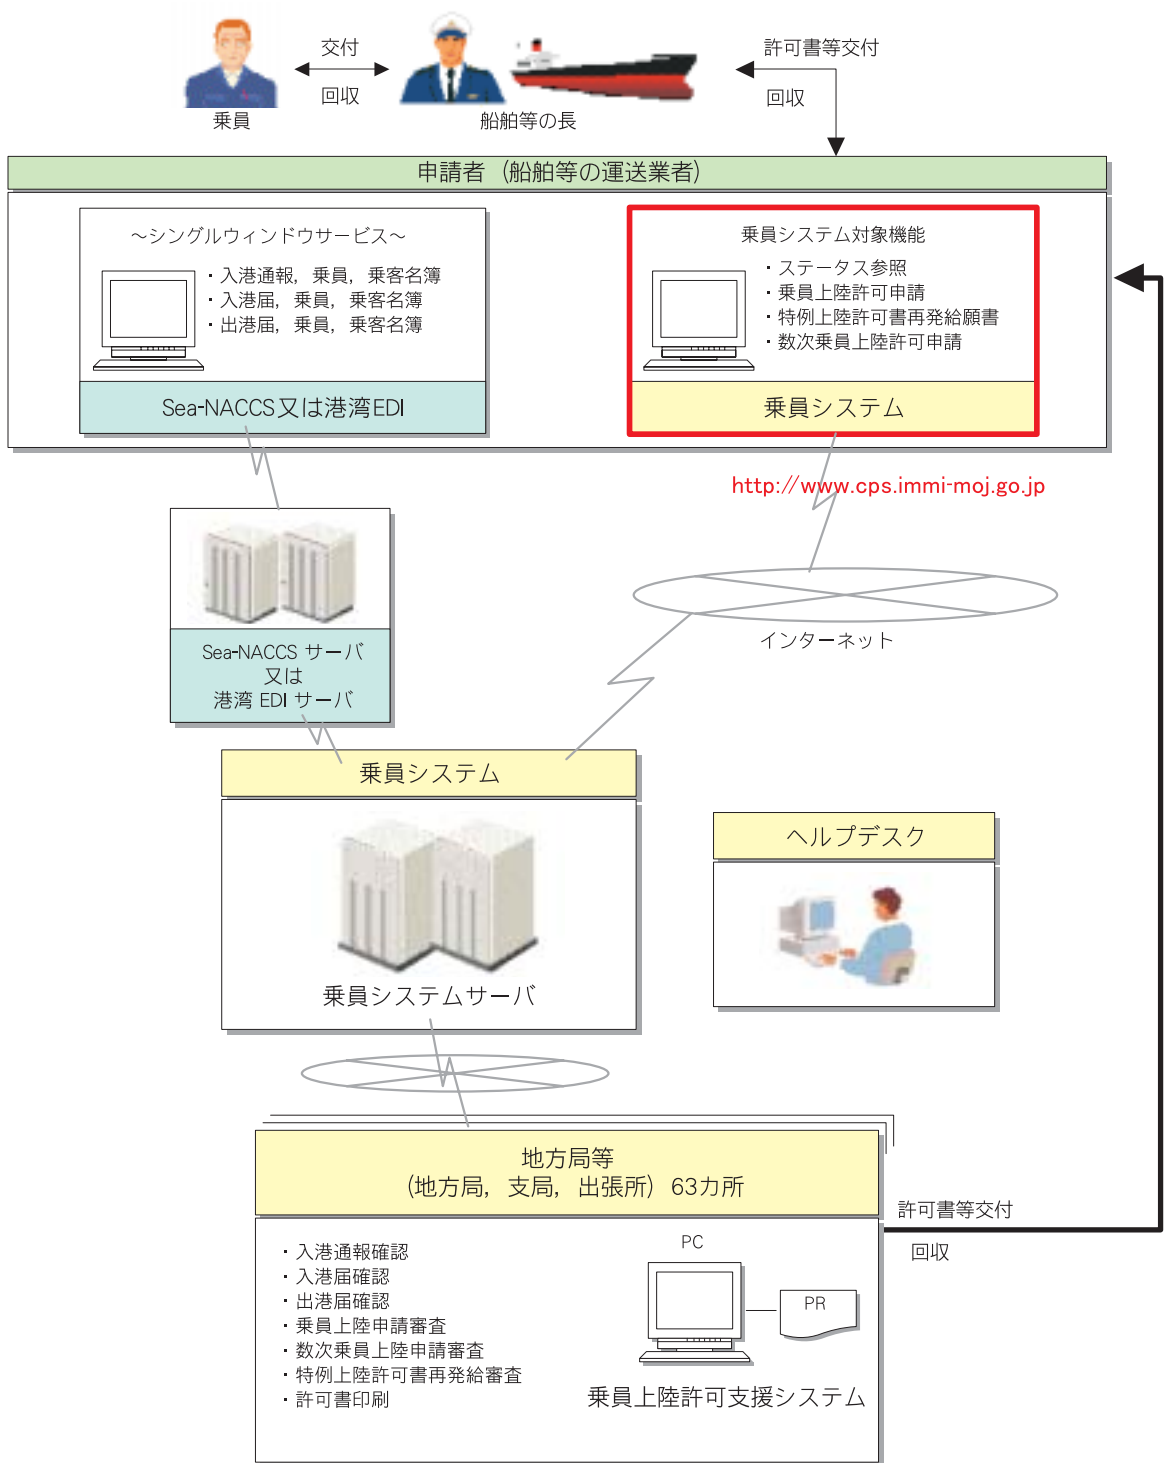 交付
回収
乗員
船舶等の長
許可書等交付
回収
申請者（船舶等の運送業者）
～シングルウィンドウサービス～
・入港通報，乗員，乗客名簿
・入港届，乗員，乗客名簿
・出港届，乗員，乗客名簿
Sea-NACCS又は港湾EDI
乗員システム対象機能
・ステータス参照
・乗員上陸許可申請
・特例上陸許可書再発給願書
・数次乗員上陸許可申請
乗員システム
http://www.cps.immi-moj.go.jp
インターネット
Sea-NACCS サーバ
又は
港湾 EDI サーバ
乗員システム
乗員システムサーバ
ヘルプデスク
地方局等
（地方局，支局，出張所）63カ所
・入港通報確認
・入港届確認
・出港届確認
・乗員上陸申請審査
・数次乗員上陸申請審査
・特例上陸許可書再発給審査
・許可書印刷
PC
PR
乗員上陸許可支援システム
許可書等交付
回収